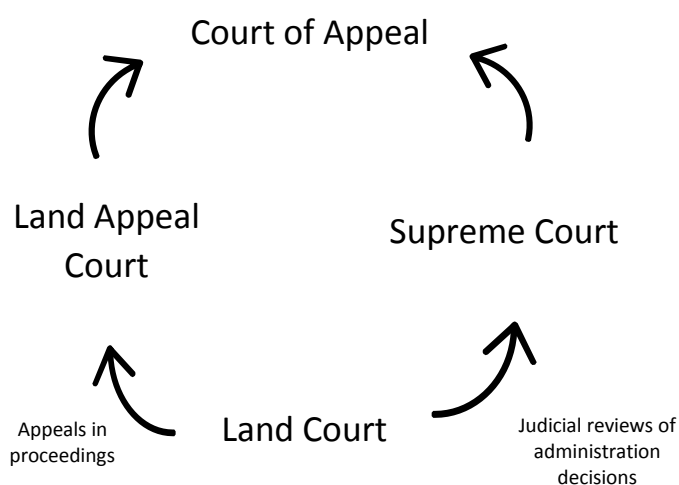 Court of Appeal
Land Appeal
Court
Supreme Court
Land Court
Appeals in
proceedings
Judicial reviews of
administration
decisions